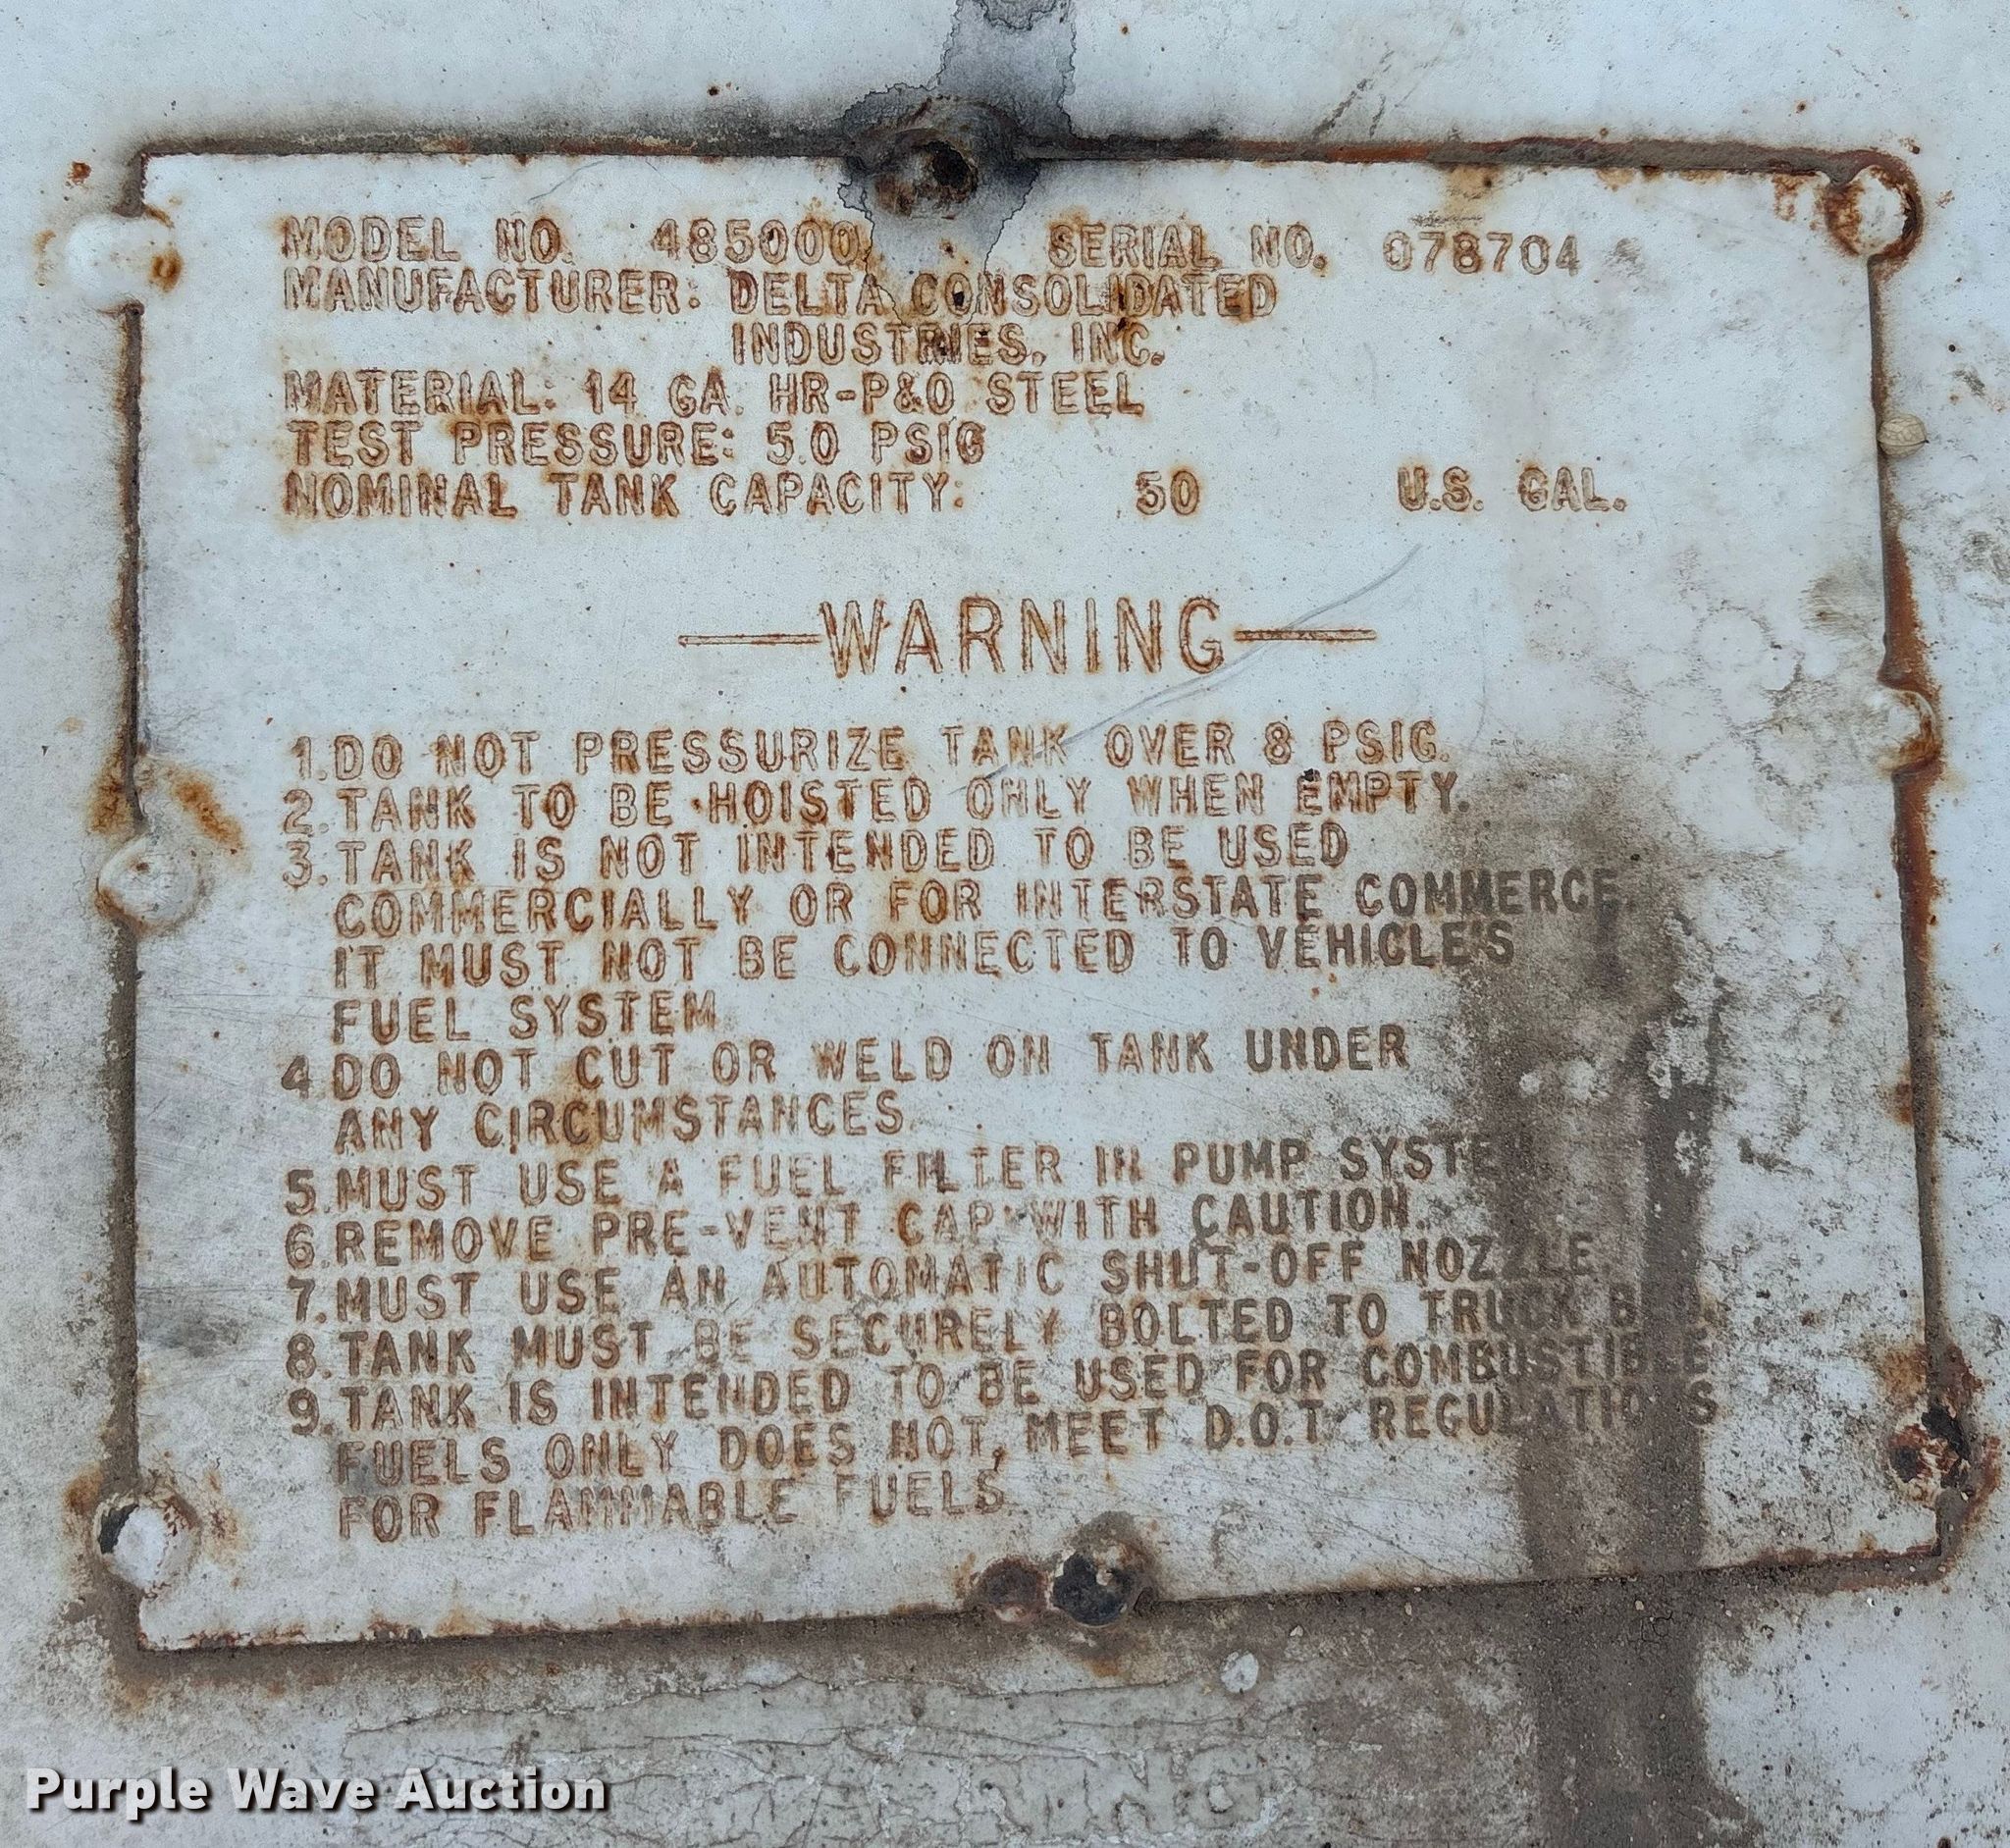 MODEL NO. 485000 SERIAL NO. 078704
MANUFACTURER: DELTA CONSOLIDATED
INDUSTRIES, INC.
MATERIAL: 14 GA. HR-P&O STEEL
TEST PRESSURE: 5.0 PSIG
NOMINAL TANK CAPACITY: 50 U.S. GAL.
WARNING
1.DO NOT PRESSURIZE TANK OVER 8 PSIG.
2.TANK TO BE HOISTED ONLY WHEN EMPTY.
3.TANK IS NOT INTENDED TO BE USED
COMMERCIALLY OR FOR INTERSTATE COMMERCE.
IT MUST NOT BE CONNECTED TO VEHICLE'S
FUEL SYSTEM.
4.DO NOT CUT OR WELD ON TANK UNDER
ANY CIRCUMSTANCES.
5.MUST USE A FUEL FILTER IN PUMP SYSTEM
6.REMOVE PRE-VENT CAP WITH CAUTION.
7.MUST USE AN AUTOMATIC SHUT-OFF NOZZLE.
8.TANK MUST BE SECURELY BOLTED TO TRUCK BED.
9.TANK IS INTENDED TO BE USED FOR COMBUSTIBLE
FUELS ONLY DOES NOT, MEET D.O.T. REGULATIONS
FOR FLAMMABLE FUELS.
WARNING
Purple Wave Auction